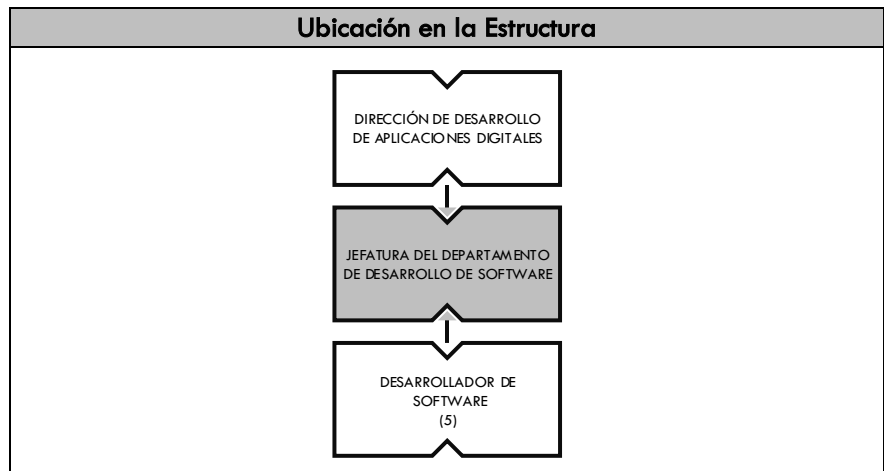 Ubicación en la Estructura
DIRECCIÓN DE DESARROLLO
DE APLICACIONES DIGITALES
JEFATURA DEL DEPARTAMENTO
DE DESARROLLO DE SOFTWARE
DESARROLLADOR DE
SOFTWARE
(5)